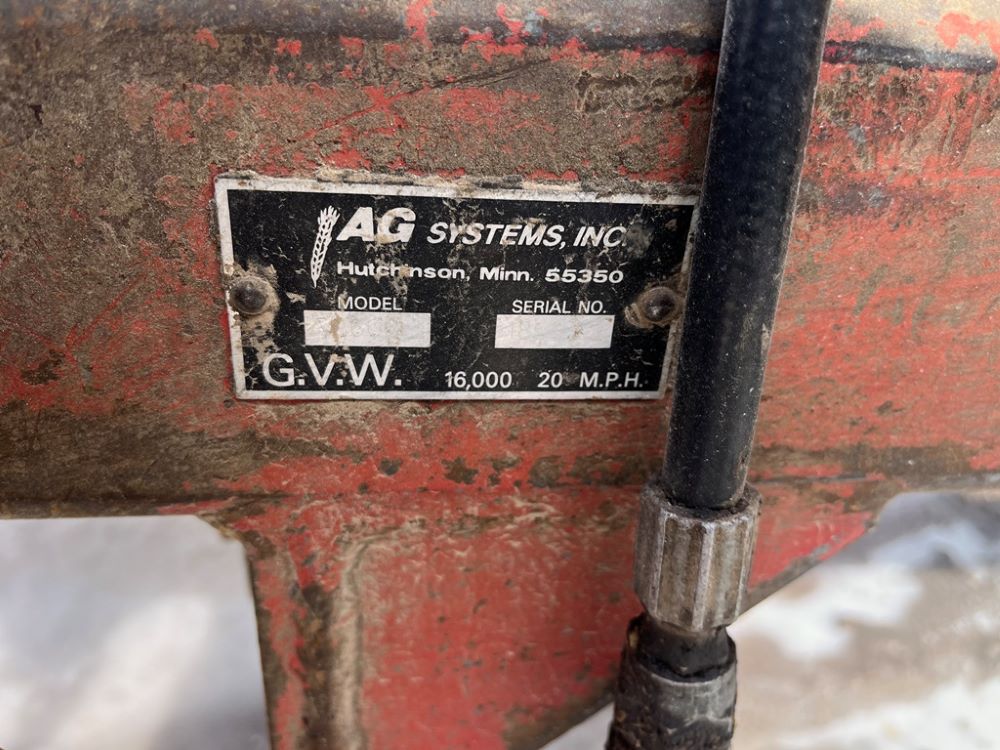 AG SYSTEMS, INC.
Hutchinson, Minn. 55350
MODEL SERIAL NO.
G.V.W. 16,000 20 M.P.H.